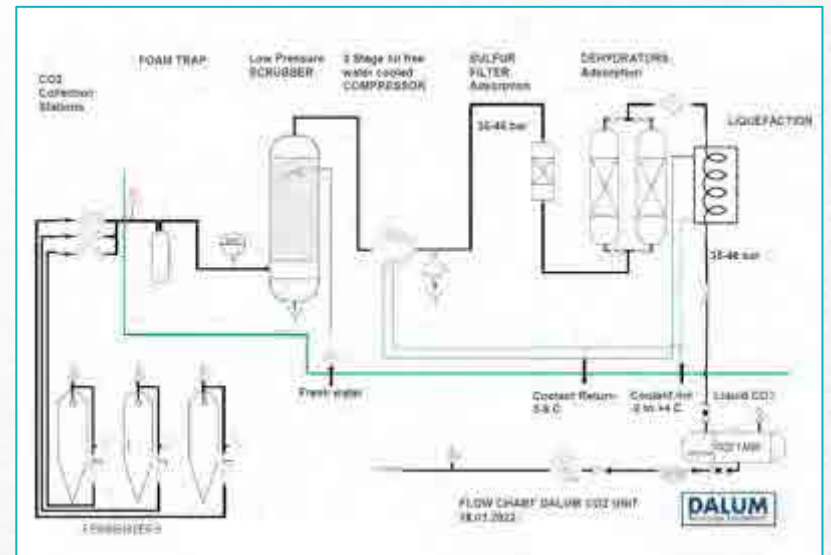 CO2
Collection
Stations
FOAM TRAP
Low Pressure
SCRUBBER
3 Stage oil free
water cooled
COMPRESSOR
SULFUR
FILTER
Adsorption
DEHYDRATORS
Adsorption
LIQUEFACTION
35-46 bar
35-46 bar
Fresh water
Coolant Return
Coolant
Liquid CO2
CO2 TANK
FERMENTERS
FLOW CHART DALUM CO2 UNIT
DALUM